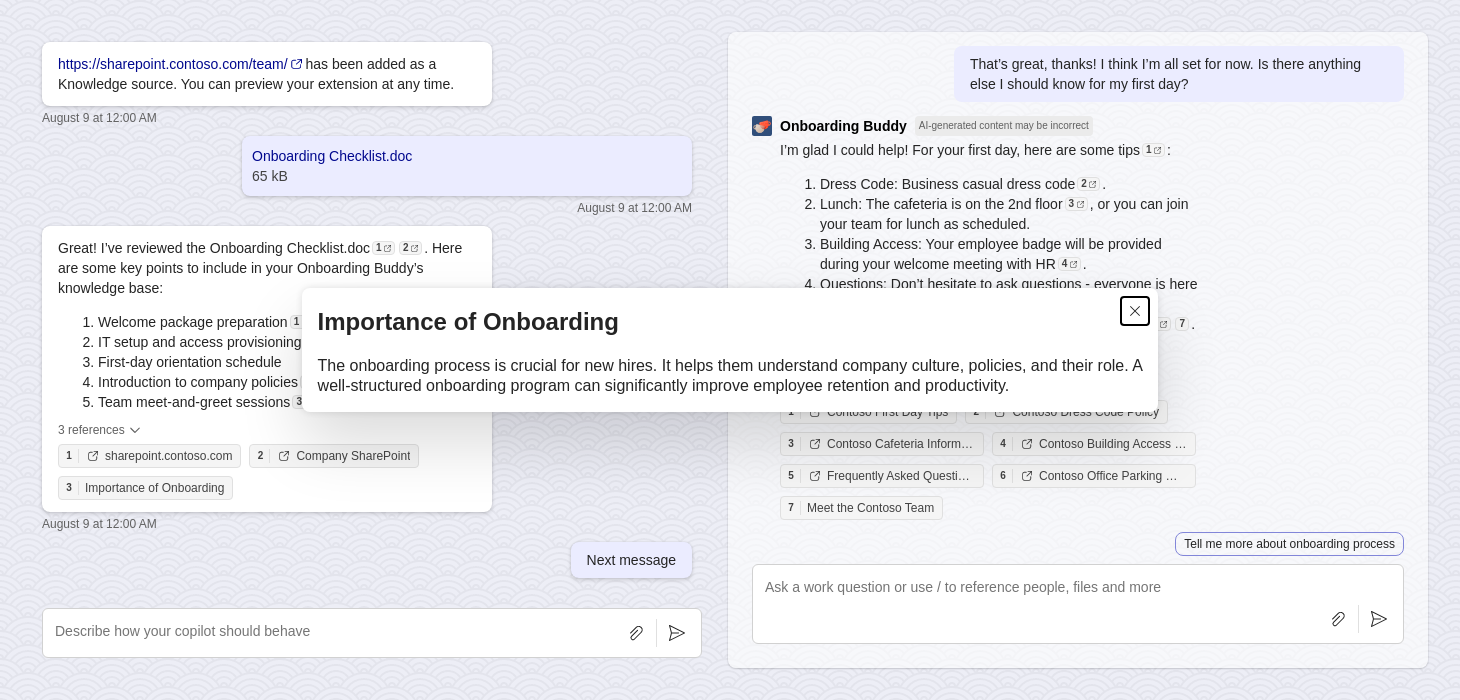 https://sharepoint.contoso.com/team/ has been added as a
Knowledge source. You can preview your extension at any time.
August 9 at 12:00 AM
Onboarding Checklist.doc
65 kB
August 9 at 12:00 AM
Great! I’ve reviewed the Onboarding Checklist.doc 1 2 . Here
are some key points to include in your Onboarding Buddy’s
knowledge base:
1. Welcome package preparation 1
2. IT setup and access provisioning
3. First-day orientation schedule
4. Introduction to company policies
5. Team meet-and-greet sessions 3
3 references
1 sharepoint.contoso.com 2 Company SharePoint
3 Importance of Onboarding
August 9 at 12:00 AM
Next message
Describe how your copilot should behave
Importance of Onboarding
The onboarding process is crucial for new hires. It helps them understand company culture, policies, and their role. A
well-structured onboarding program can significantly improve employee retention and productivity.
That’s great, thanks! I think I’m all set for now. Is there anything
else I should know for my first day?
Onboarding Buddy AI-generated content may be incorrect
I’m glad I could help! For your first day, here are some tips 1 :
1. Dress Code: Business casual dress code 2 .
2. Lunch: The cafeteria is on the 2nd floor 3 , or you can join
your team for lunch as scheduled.
3. Building Access: Your employee badge will be provided
during your welcome meeting with HR 4 .
4. Questions: Don’t hesitate to ask questions - everyone is here
7 .
1 Contoso First Day Tips 2 Contoso Dress Code Policy
3 Contoso Cafeteria Inform… 4 Contoso Building Access …
5 Frequently Asked Questi… 6 Contoso Office Parking …
7 Meet the Contoso Team
Tell me more about onboarding process
Ask a work question or use / to reference people, files and more